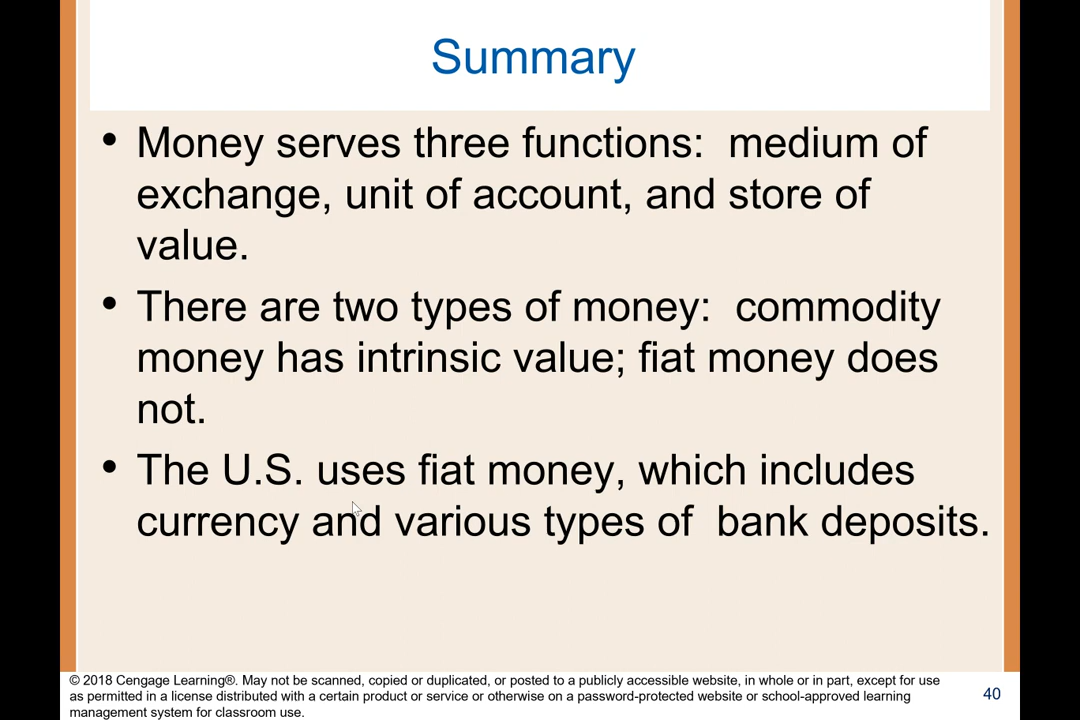 Summary
• Money serves three functions:  medium of
exchange, unit of account, and store of
value.
• There are two types of money:  commodity
money has intrinsic value; fiat money does
not.
• The U.S. uses fiat money, which includes
currency and various types of  bank deposits.
© 2018 Cengage Learning®. May not be scanned, copied or duplicated, or posted to a publicly accessible website, in whole or in part, except for use
as permitted in a license distributed with a certain product or service or otherwise on a password-protected website or school-approved learning
management system for classroom use.
40